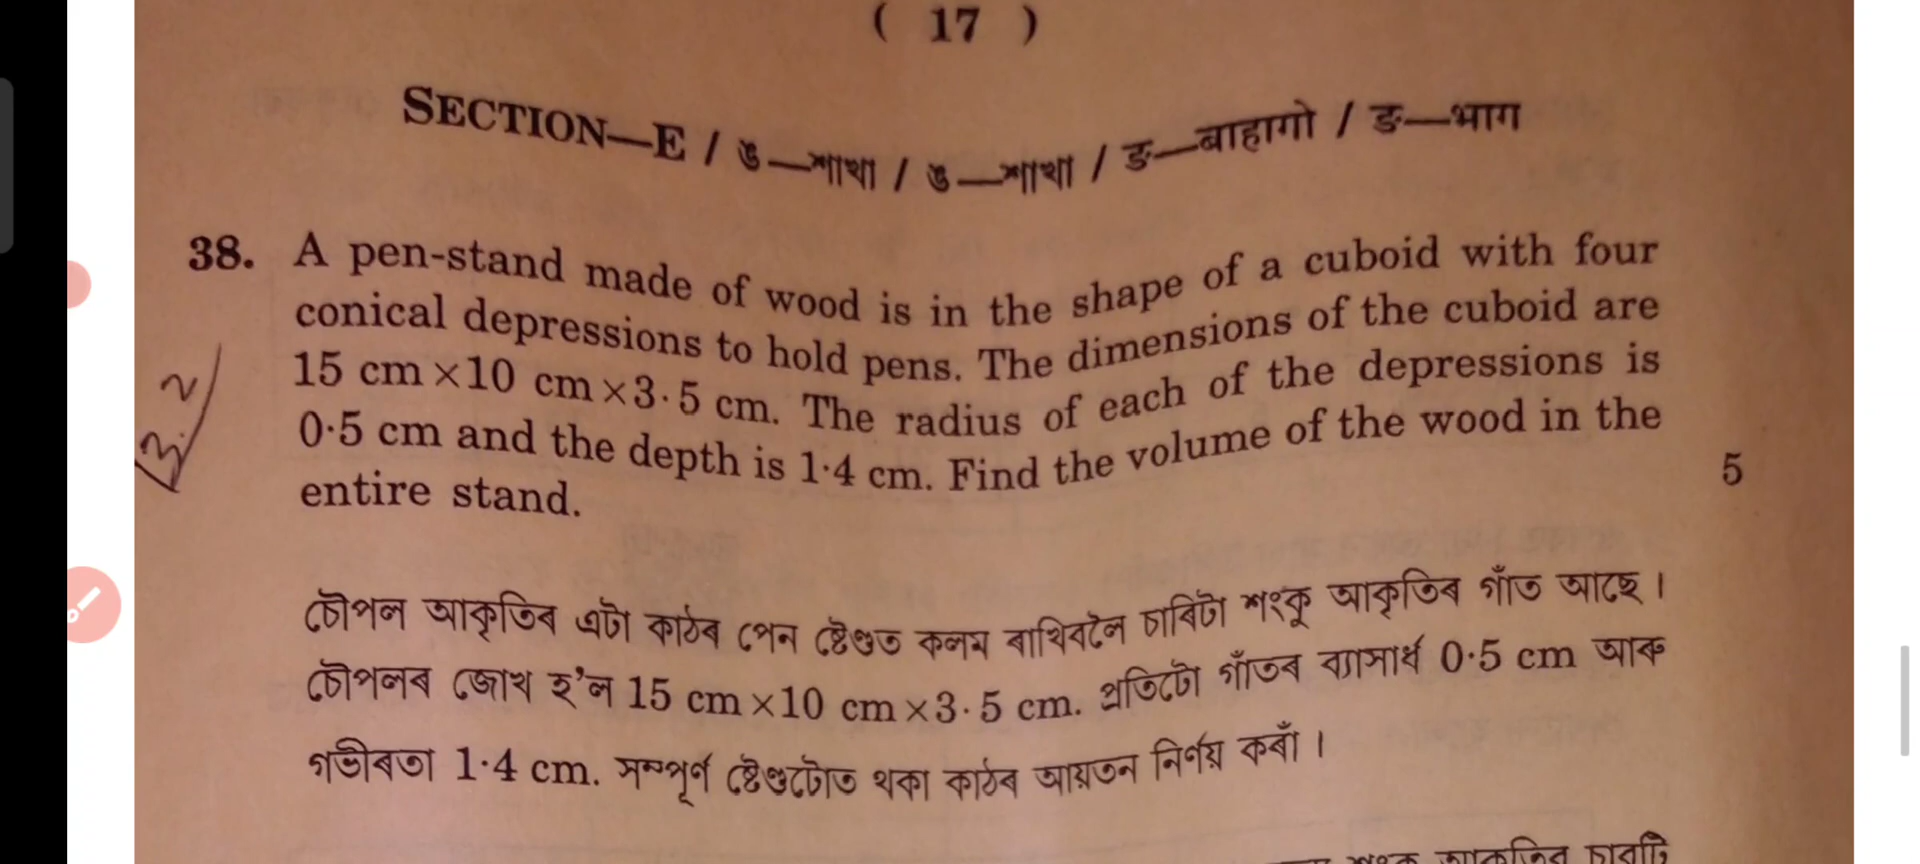 ( 17 )
SECTION—E / ঙ—শাখা / ঙ—শাখা / ङ—बाहागो / ङ—भाग
38. A pen-stand made of wood is in the shape of a cuboid with four
conical depressions to hold pens. The dimensions of the cuboid are
15 cm×10 cm×3·5 cm. The radius of each of the depressions is
0·5 cm and the depth is 1·4 cm. Find the volume of the wood in the
entire stand.
5
3.2
চৌপল আকৃতিৰ এটা কাঠৰ পেন ষ্টেণ্ডত কলম ৰাখিবলৈ চাৰিটা শংকু আকৃতিৰ গাঁত আছে ।
চৌপলৰ জোখ হ’ল 15 cm×10 cm×3·5 cm. প্ৰতিটো গাঁতৰ ব্যাসাৰ্ধ 0·5 cm আৰু
গভীৰতা 1·4 cm. সম্পূৰ্ণ ষ্টেণ্ডটোত থকা কাঠৰ আয়তন নিৰ্ণয় কৰাঁ ।